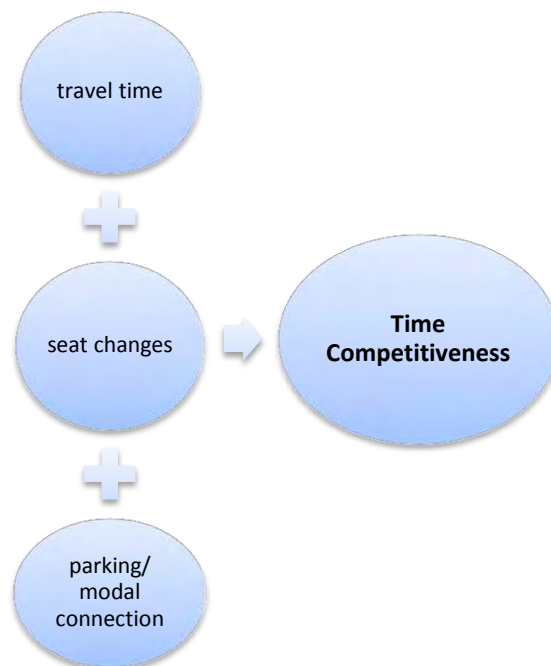 travel time
seat changes
Time
Competitiveness
parking/
modal
connection